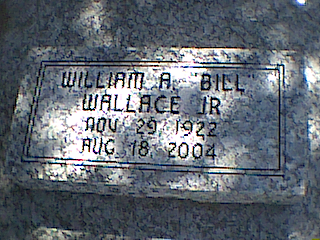 WILLIAM A. "BILL"
WALLACE JR
NOV 29 1922
AUG 18 2004